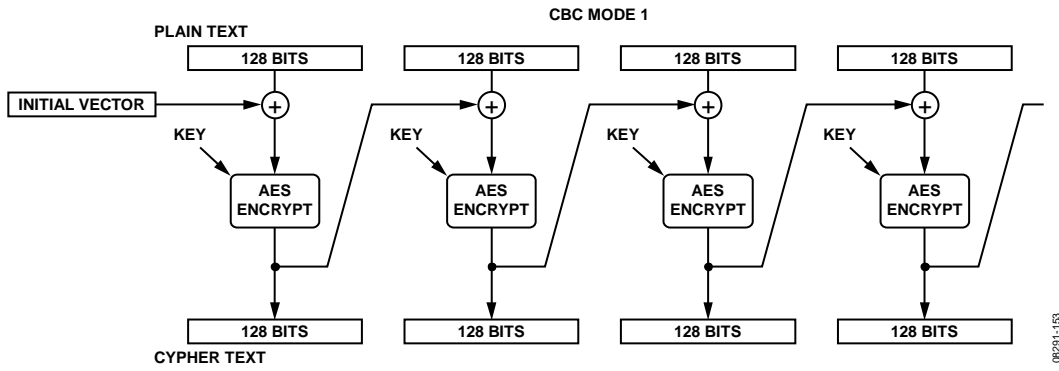 CBC MODE 1
PLAIN TEXT
128 BITS 128 BITS 128 BITS 128 BITS
INITIAL VECTOR + + + +
KEY KEY KEY KEY
AES ENCRYPT
AES ENCRYPT
AES ENCRYPT
AES ENCRYPT
128 BITS 128 BITS 128 BITS 128 BITS
CYPHER TEXT
08291-153